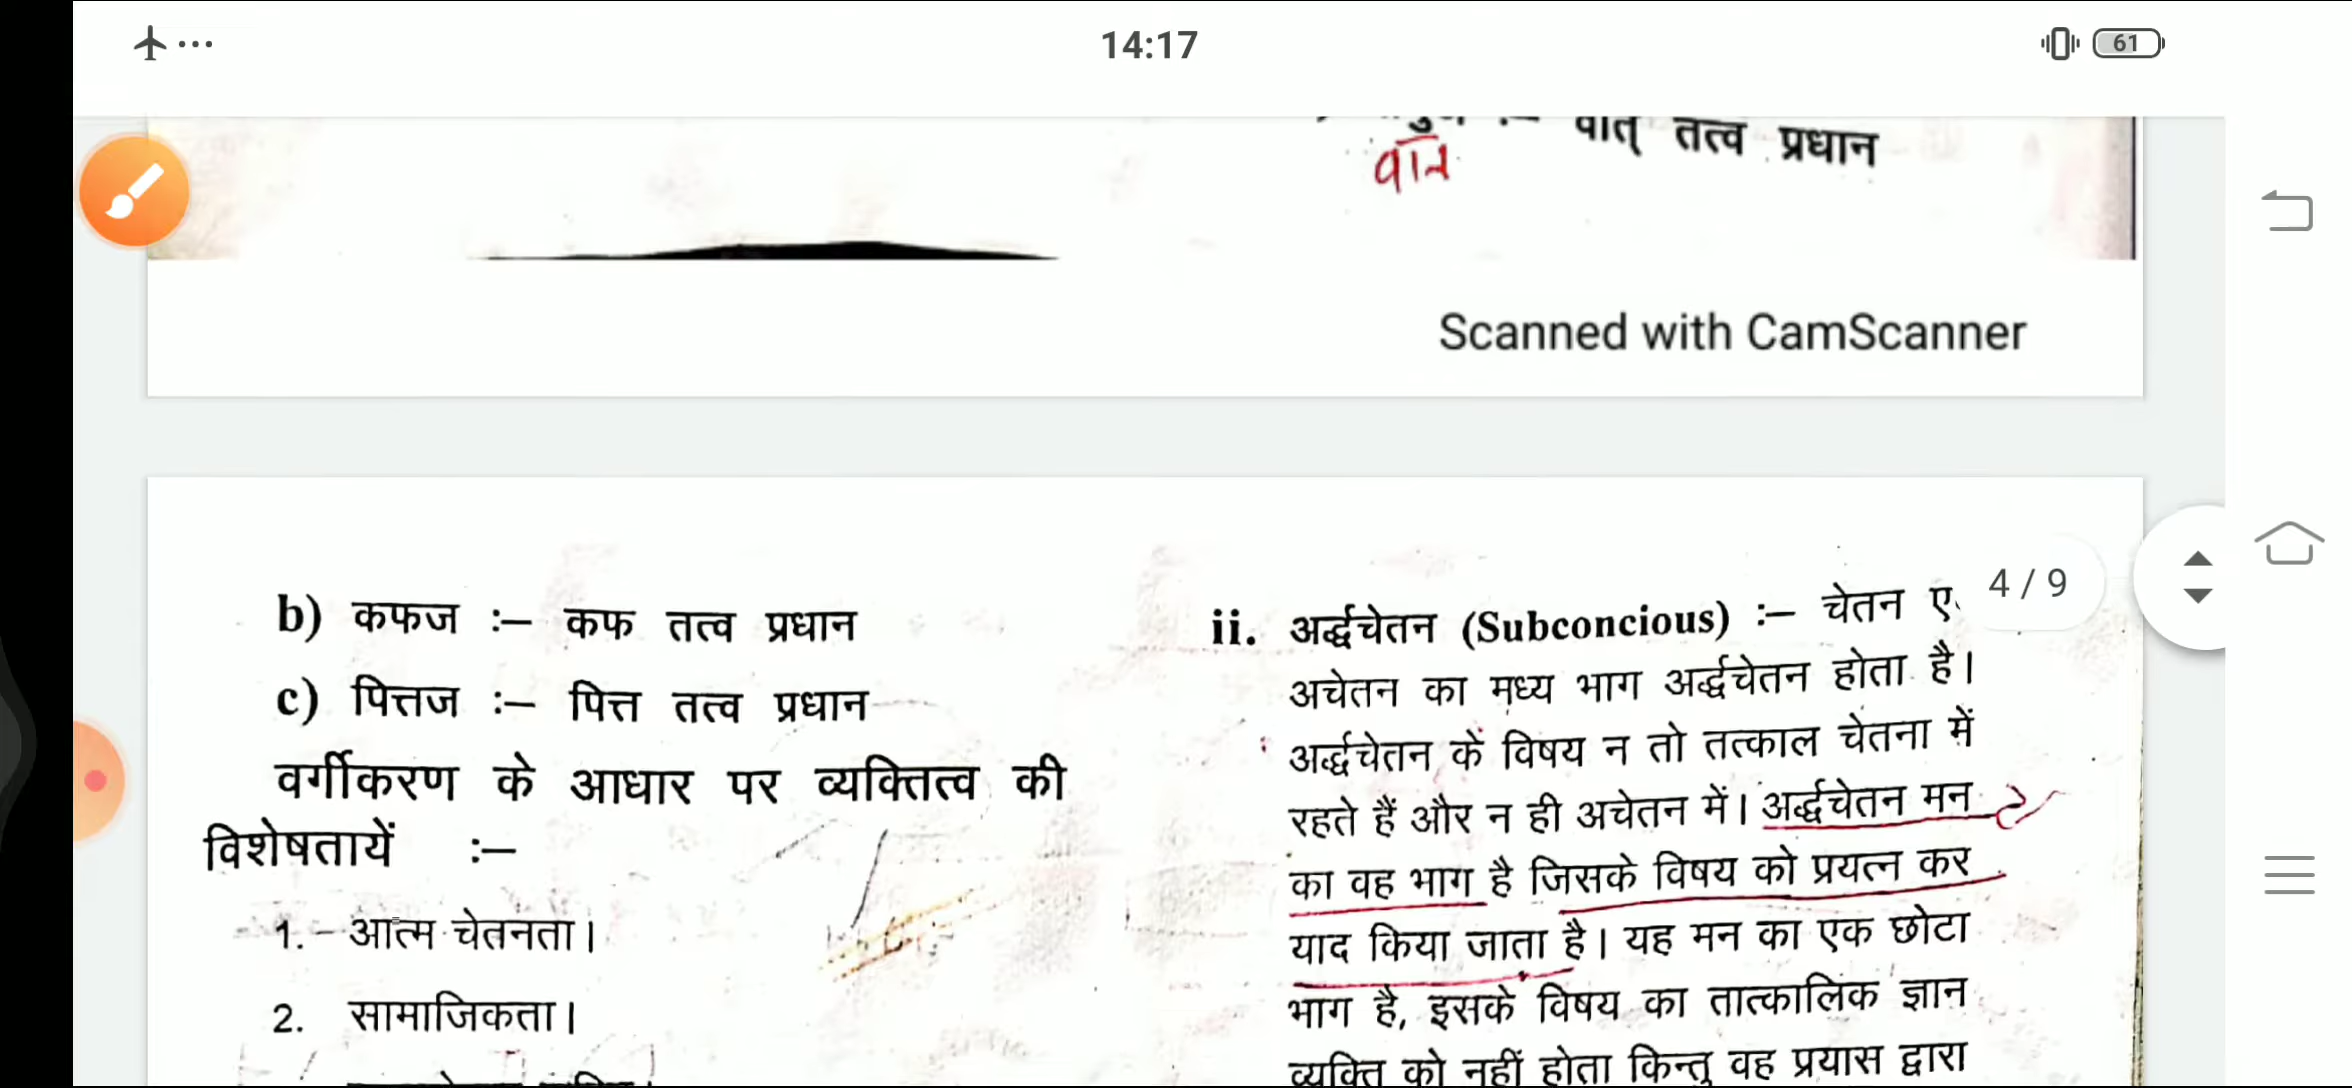 14:17
61
वात् तत्व प्रधान
वात
Scanned with CamScanner
4 / 9
b) कफज :– कफ तत्व प्रधान
c) पित्तज :– पित्त तत्व प्रधान
वर्गीकरण के आधार पर व्यक्तित्व की
विशेषतायें :–
1. – आत्म चेतनता।
2. सामाजिकता।
ii. अर्द्धचेतन (Subconcious) :– चेतन
अचेतन का मध्य भाग अर्द्धचेतन होता है।
अर्द्धचेतन के विषय न तो तत्काल चेतना में
रहते हैं और न ही अचेतन में। अर्द्धचेतन मन
का वह भाग है जिसके विषय को प्रयत्न कर
याद किया जाता है। यह मन का एक छोटा
भाग है, इसके विषय का तात्कालिक ज्ञान
व्यक्ति को नहीं होता किन्तु वह प्रयास द्वारा